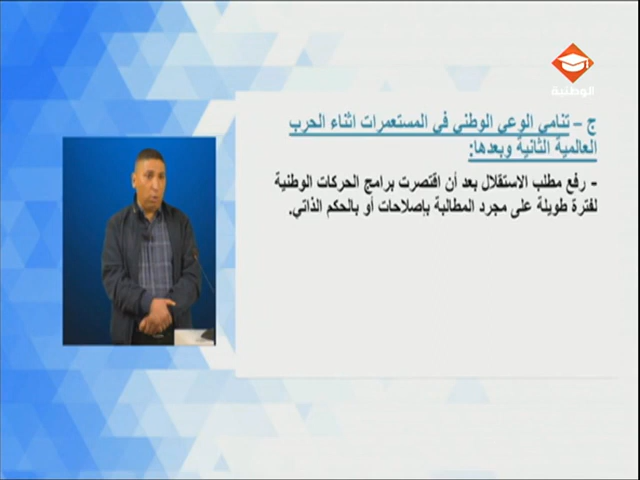 الوطنية
ج – تنامي الوعي الوطني في المستعمرات اثناء الحرب
العالمية الثانية وبعدها:
- رفع مطلب الاستقلال بعد أن اقتصرت برامج الحركات الوطنية
لفترة طويلة على مجرد المطالبة بإصلاحات أو بالحكم الذاتي.